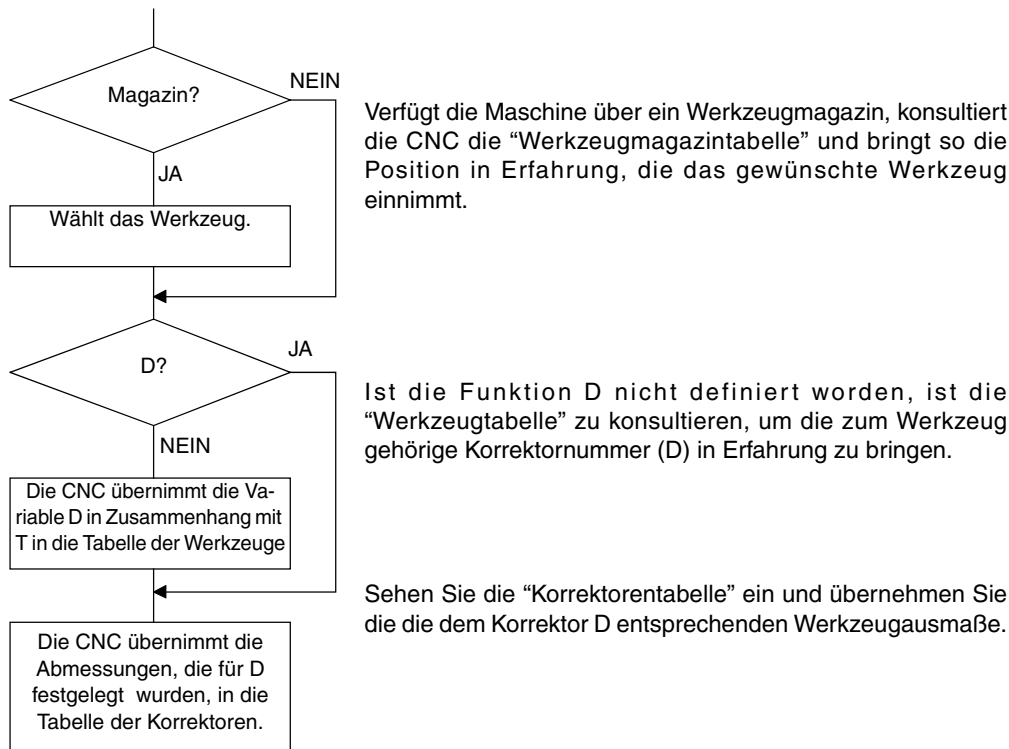 Magazin?
NEIN
JA
Wählt das Werkzeug.
Verfügt die Maschine über ein Werkzeugmagazin, konsultiert
die CNC die “Werkzeugmagazintabelle” und bringt so die
Position in Erfahrung, die das gewünschte Werkzeug
einnimmt.
D?
JA
NEIN
Die CNC übernimmt die Va-
riable D in Zusammenhang mit
T in die Tabelle der Werkzeuge
Ist die Funktion D nicht definiert worden, ist die
“Werkzeugtabelle” zu konsultieren, um die zum Werkzeug
gehörige Korrektornummer (D) in Erfahrung zu bringen.
Die CNC übernimmt die
Abmessungen, die für D
festgelegt wurden, in die
Tabelle der Korrektoren.
Sehen Sie die “Korrektorentabelle” ein und übernehmen Sie
die die dem Korrektor D entsprechenden Werkzeugausmaße.